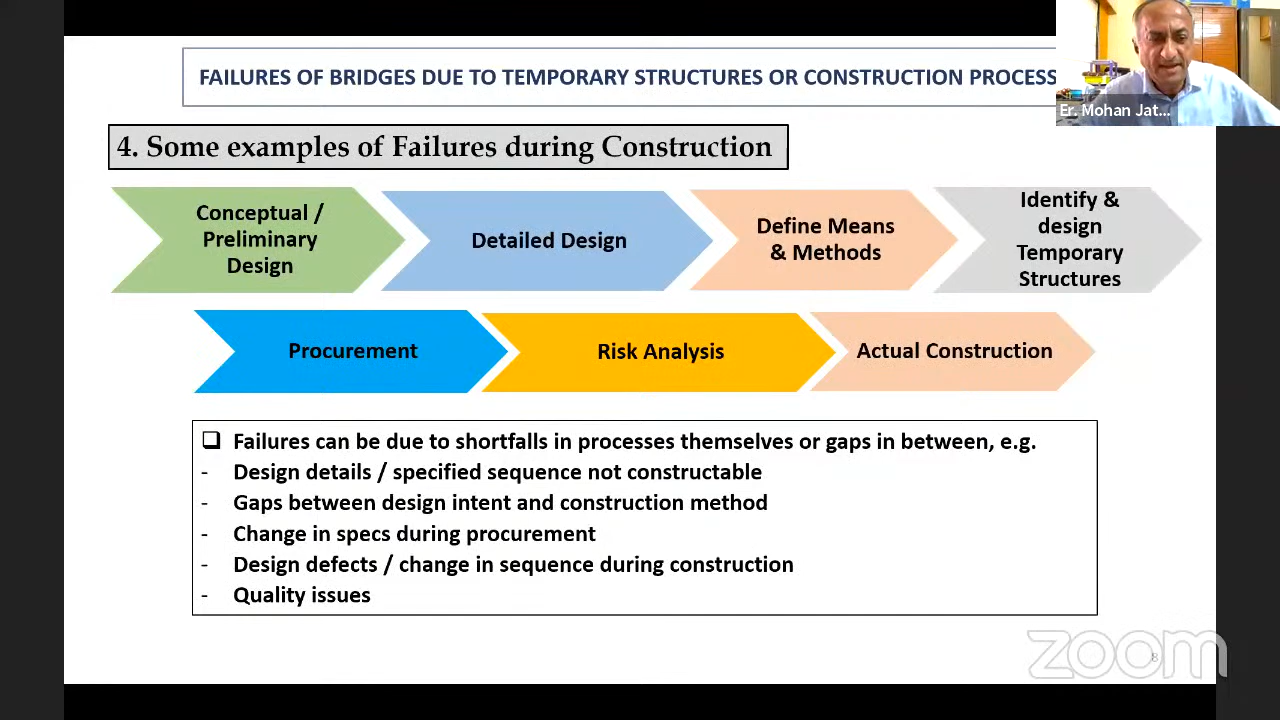 FAILURES OF BRIDGES DUE TO TEMPORARY STRUCTURES OR CONSTRUCTION PROCESS
Er. Mohan Jat...
4. Some examples of Failures during Construction
Conceptual /
Preliminary
Design
Detailed Design
Define Means
& Methods
Identify &
design
Temporary
Structures
Procurement
Risk Analysis
Actual Construction
❑ Failures can be due to shortfalls in processes themselves or gaps in between, e.g.
- Design details / specified sequence not constructable
- Gaps between design intent and construction method
- Change in specs during procurement
- Design defects / change in sequence during construction
- Quality issues
zoom
8